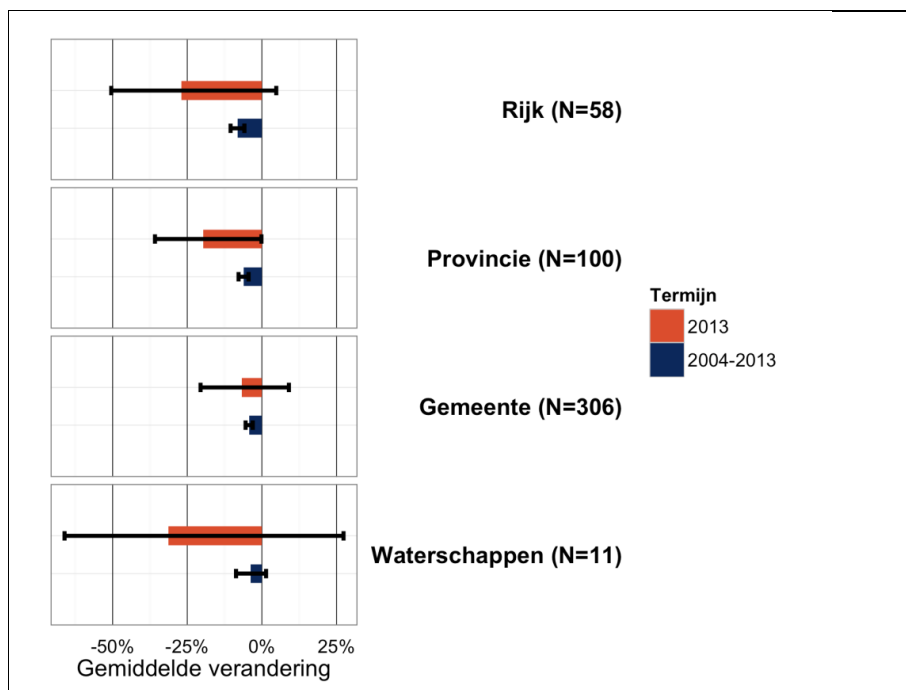 Rijk (N=58)
Provincie (N=100)
Termijn
2013
2004-2013
Gemeente (N=306)
Waterschappen (N=11)
-50% -25% 0% 25%
Gemiddelde verandering